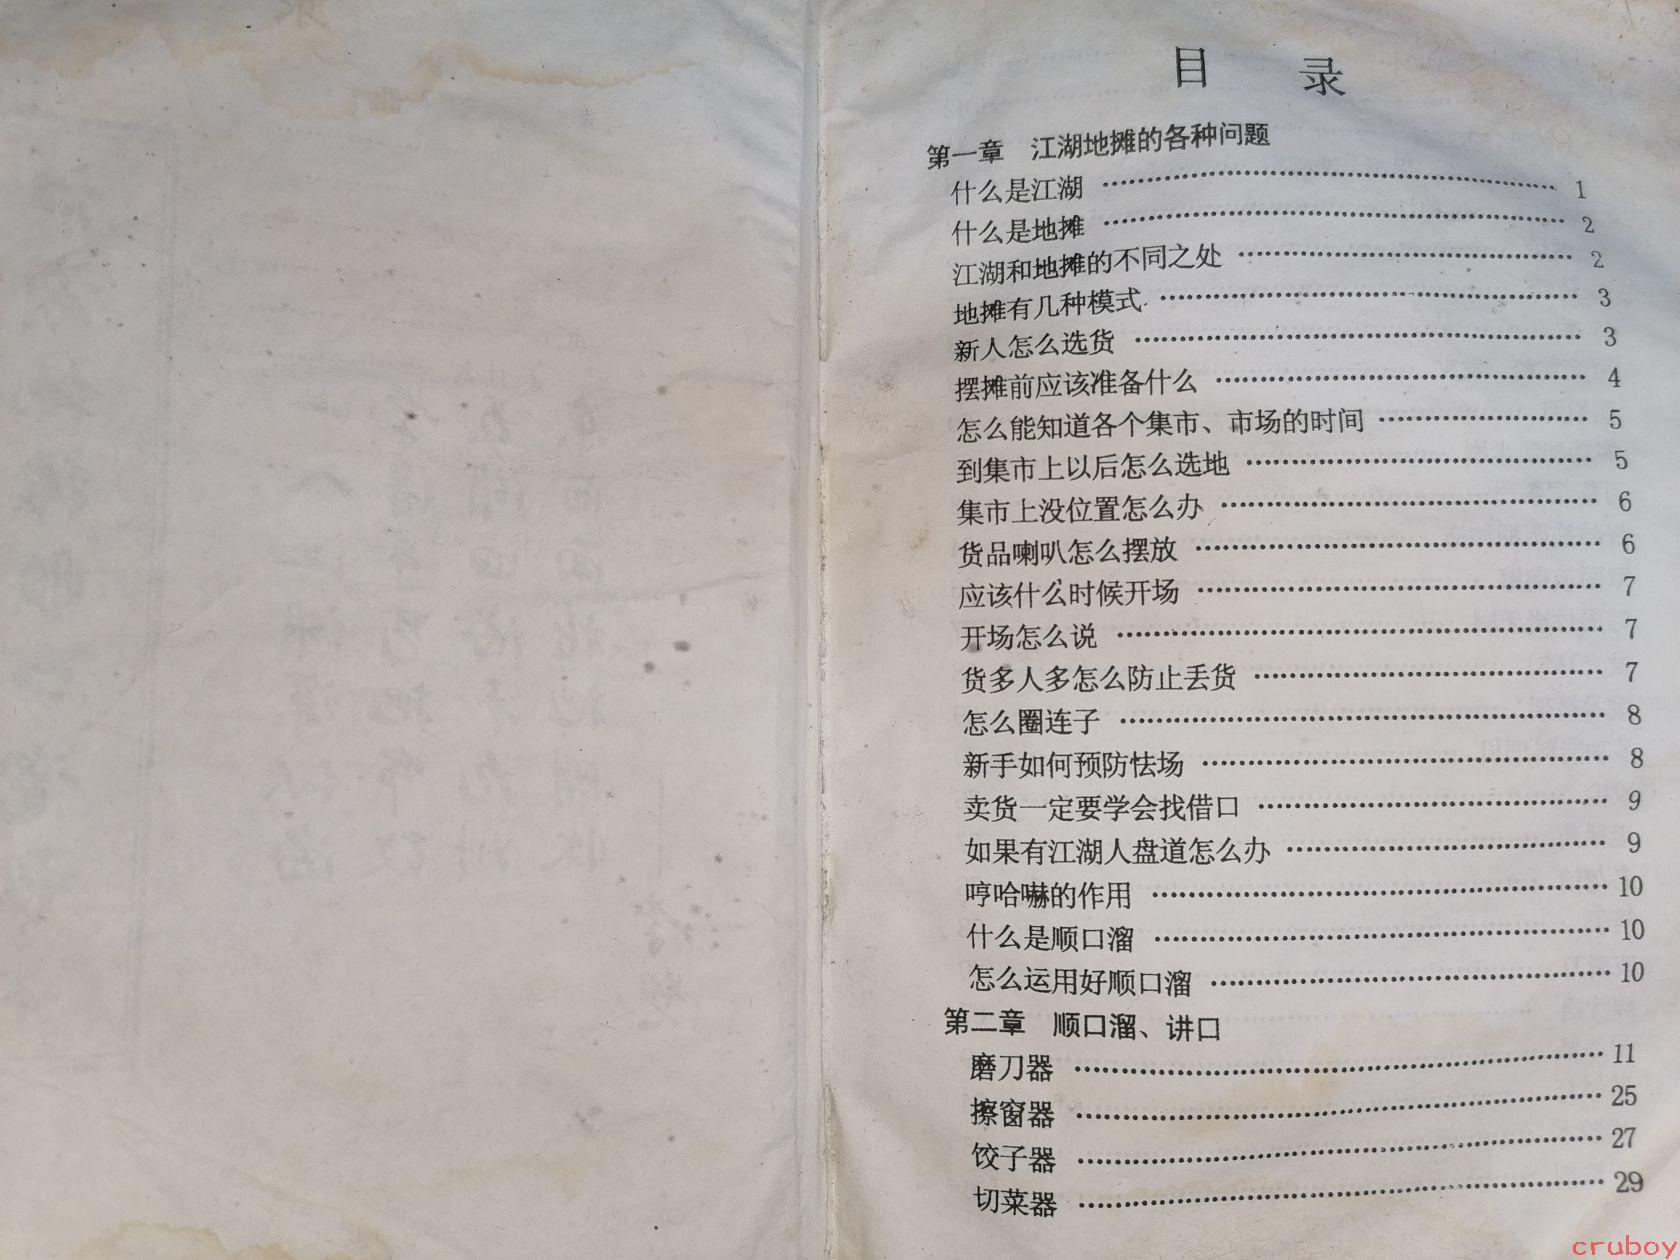 目 录
第一章 江湖地摊的各种问题
什么是江湖 …… 1
什么是地摊 …… 2
江湖和地摊的不同之处 …… 2
地摊有几种模式 …… 3
新人怎么选货 …… 3
摆摊前应该准备什么 …… 4
怎么能知道各个集市、市场的时间 …… 5
到集市上以后怎么选地 …… 5
集市上没位置怎么办 …… 6
货品喇叭怎么摆放 …… 6
应该什么时候开场 …… 7
开场怎么说 …… 7
货多人多怎么防止丢货 …… 7
怎么圈连子 …… 8
新手如何预防怯场 …… 8
卖货一定要学会找借口 …… 9
如果有江湖人盘道怎么办 …… 9
哼哈嚇的作用 …… 10
什么是顺口溜 …… 10
怎么运用好顺口溜 …… 10
第二章 顺口溜、讲口
磨刀器 …… 11
擦窗器 …… 25
饺子器 …… 27
切菜器 …… 29
cruboy